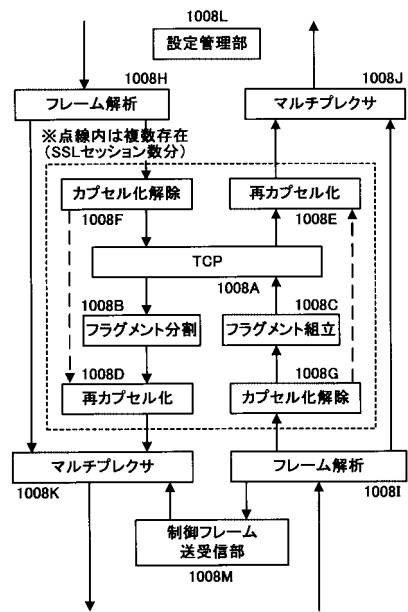 1008L
設定管理部
1008H
1008J
フレーム解析
マルチプレクサ
※点線内は複数存在
(SSLセッション数分)
カプセル化解除
再カプセル化
1008F
1008E
TCP
1008A
1008B
1008C
フラグメント分割
フラグメント組立
1008D
1008G
再カプセル化
カプセル化解除
マルチプレクサ
フレーム解析
1008K
1008I
制御フレーム
送受信部
1008M